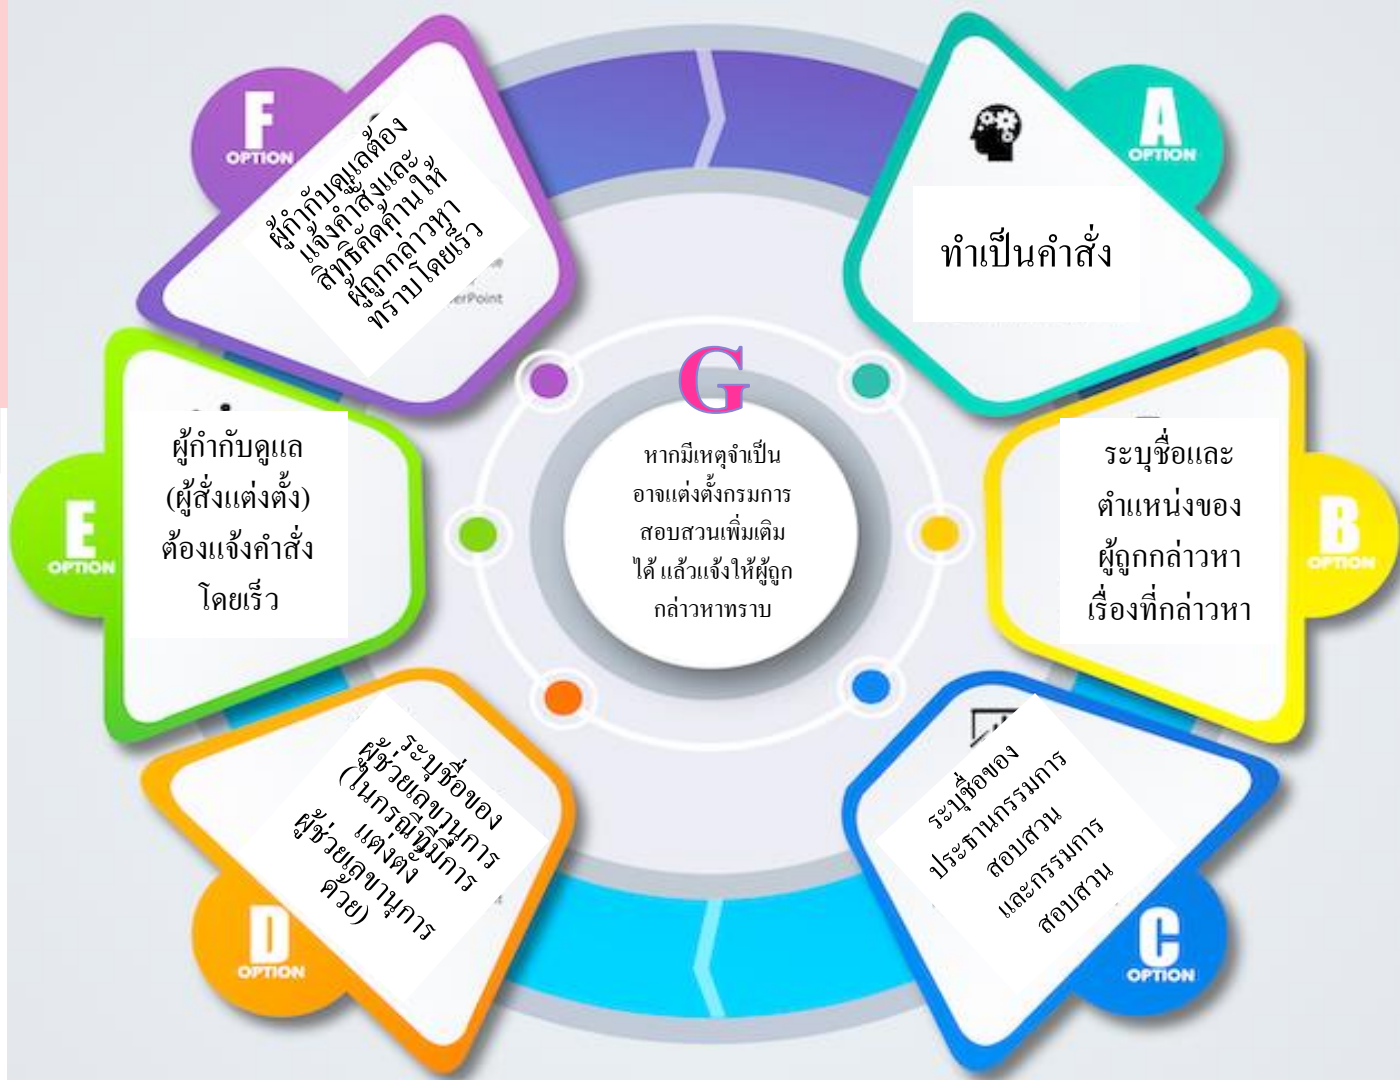 A
OPTION
ทำเป็นคำสั่ง
B
OPTION
ระบุชื่อและ
ตำแหน่งของ
ผู้ถูกกล่าวหา
เรื่องที่กล่าวหา
C
OPTION
ระบุชื่อของ
ประธานกรรมการ
สอบสวน
และกรรมการ
สอบสวน
D
OPTION
ระบุชื่อของ
ผู้ช่วยเลขานุการ
(ในกรณีที่มีการ
แต่งตั้ง
ผู้ช่วยเลขานุการ
ด้วย)
E
OPTION
ผู้กำกับดูแล
(ผู้สั่งแต่งตั้ง)
ต้องแจ้งคำสั่ง
โดยเร็ว
F
OPTION
ผู้กำกับดูแลต้อง
แจ้งคำสั่งและ
สิทธิคัดค้านให้
ผู้ถูกกล่าวหา
ทราบโดยเร็ว
erPoint
G
หากมีเหตุจำเป็น
อาจแต่งตั้งกรมการ
สอบสวนเพิ่มเติม
ได้ แล้วแจ้งให้ผู้ถูก
กล่าวหาทราบ